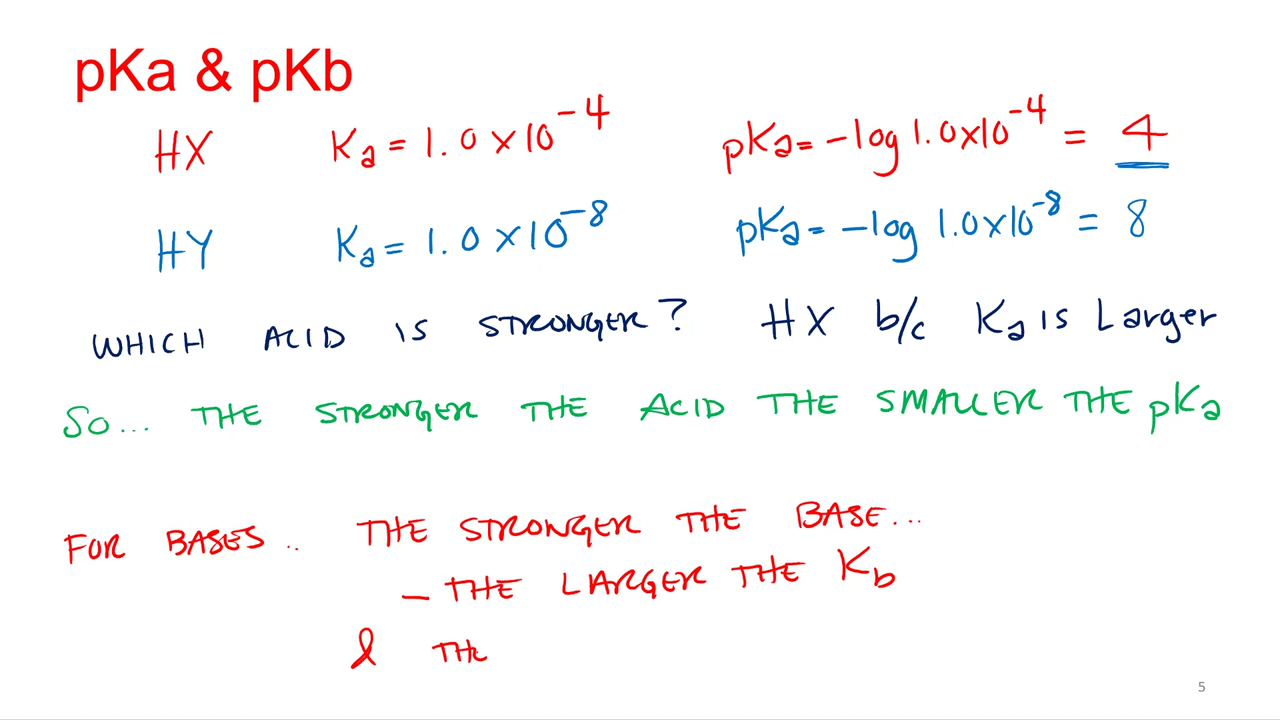 pKa & pKb
HX Ka = 1.0 x 10^-4 pKa = -log 1.0x10^-4 = 4
HY Ka = 1.0 x 10^-8 pKa = -log 1.0x10^-8 = 8
WHICH ACID IS STRONGER? HX b/c Ka is Larger
SO... THE STRONGER THE ACID THE SMALLER THE pKa
FOR BASES.. THE STRONGER THE BASE...
- THE LARGER THE Kb
& THE
5